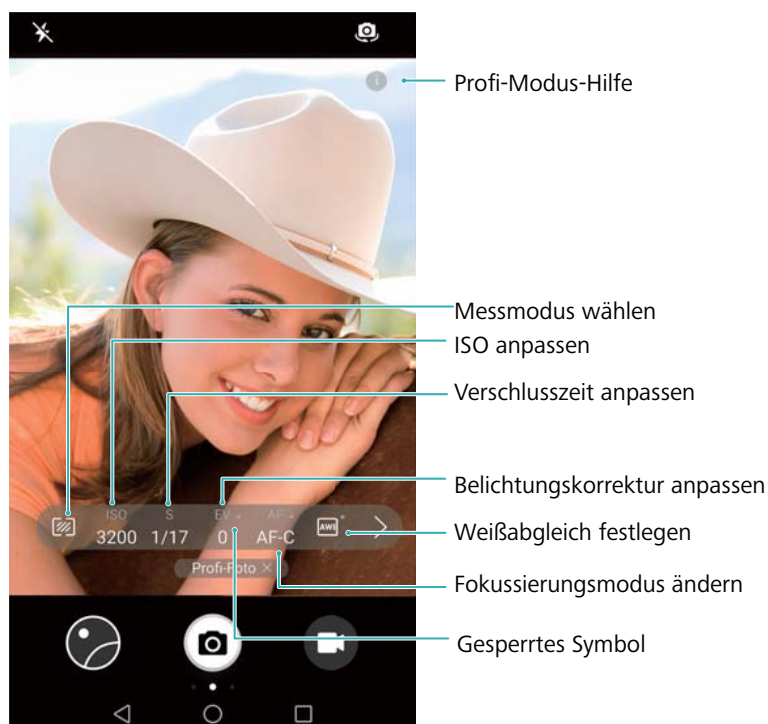 i
Profi-Modus-Hilfe
Messmodus wählen
ISO anpassen
Verschlusszeit anpassen
Belichtungskorrektur anpassen
ISO S EV AF
3200 1/17 0 AF-C AWB
Weißabgleich festlegen
Profi-Foto ×
Fokussierungsmodus ändern
Gesperrtes Symbol